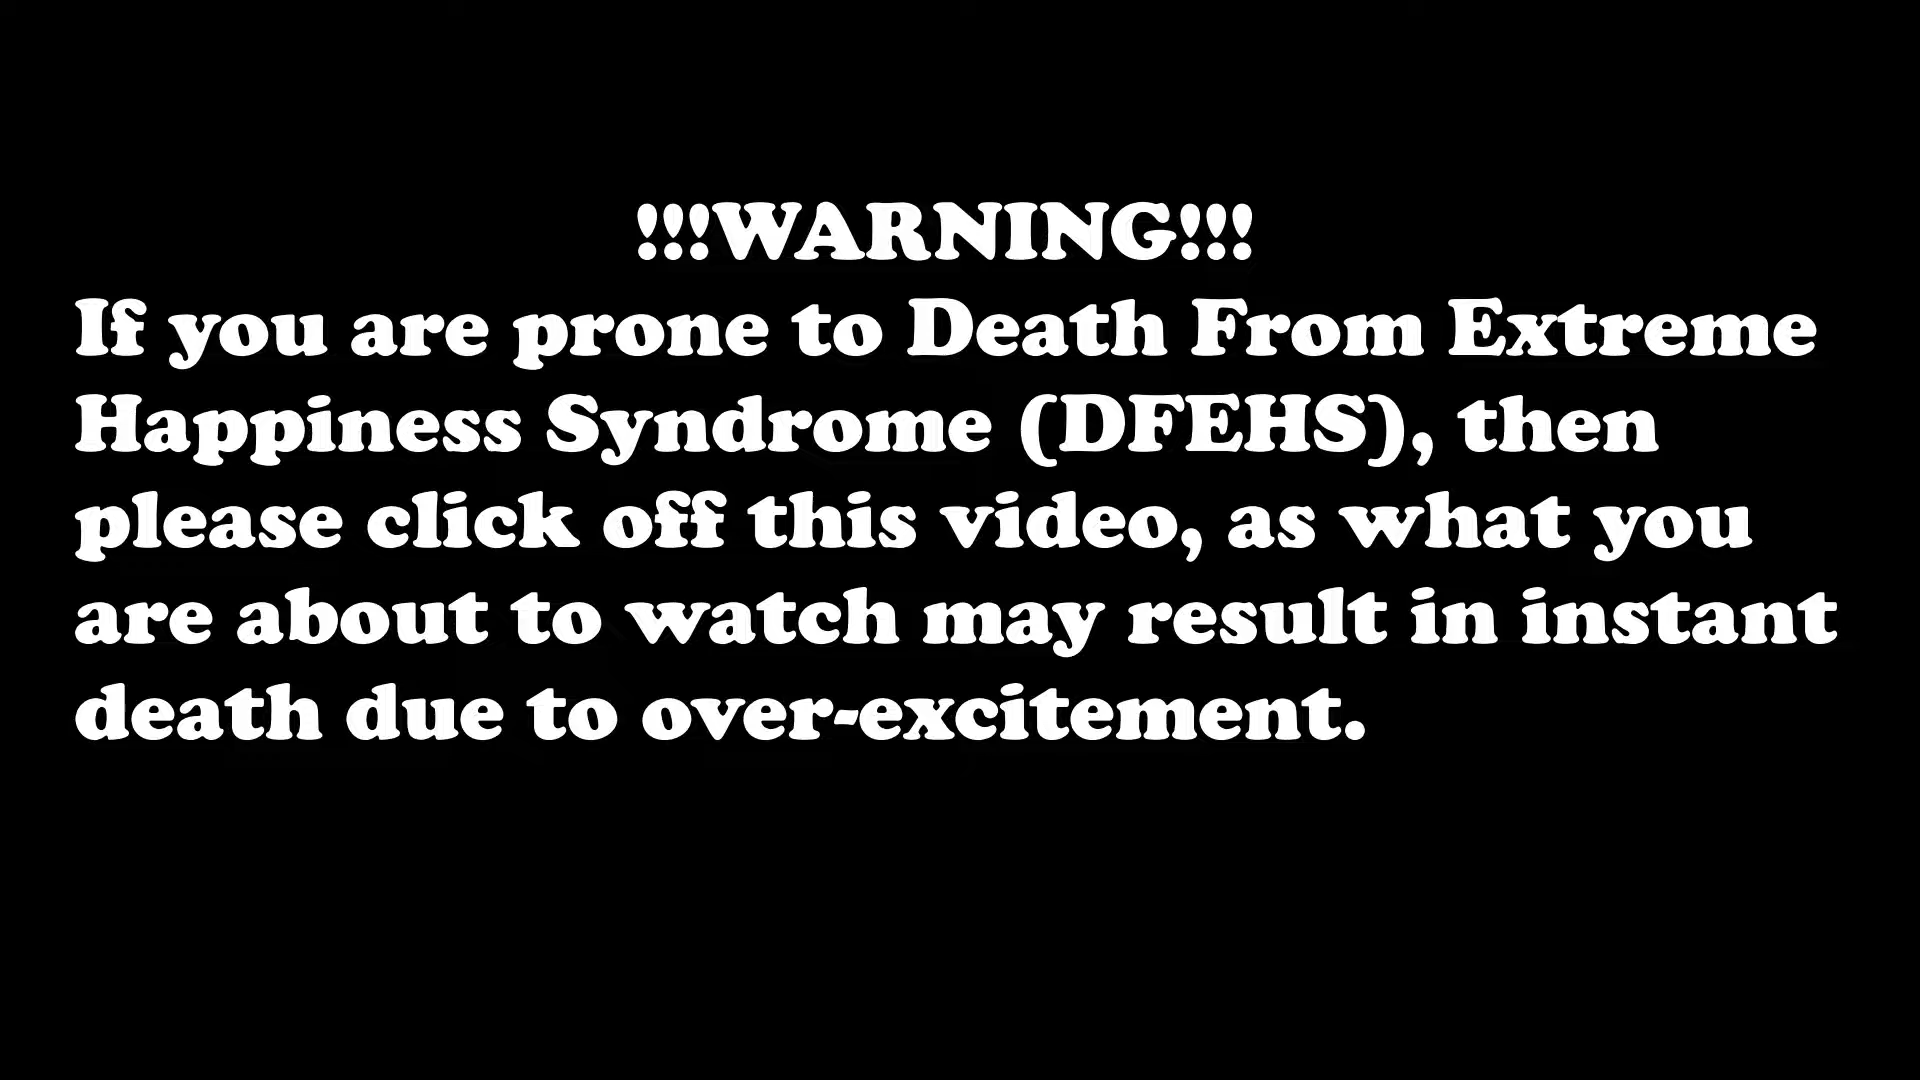 !!!WARNING!!!
If you are prone to Death From Extreme
Happiness Syndrome (DFEHS), then
please click off this video, as what you
are about to watch may result in instant
death due to over-excitement.